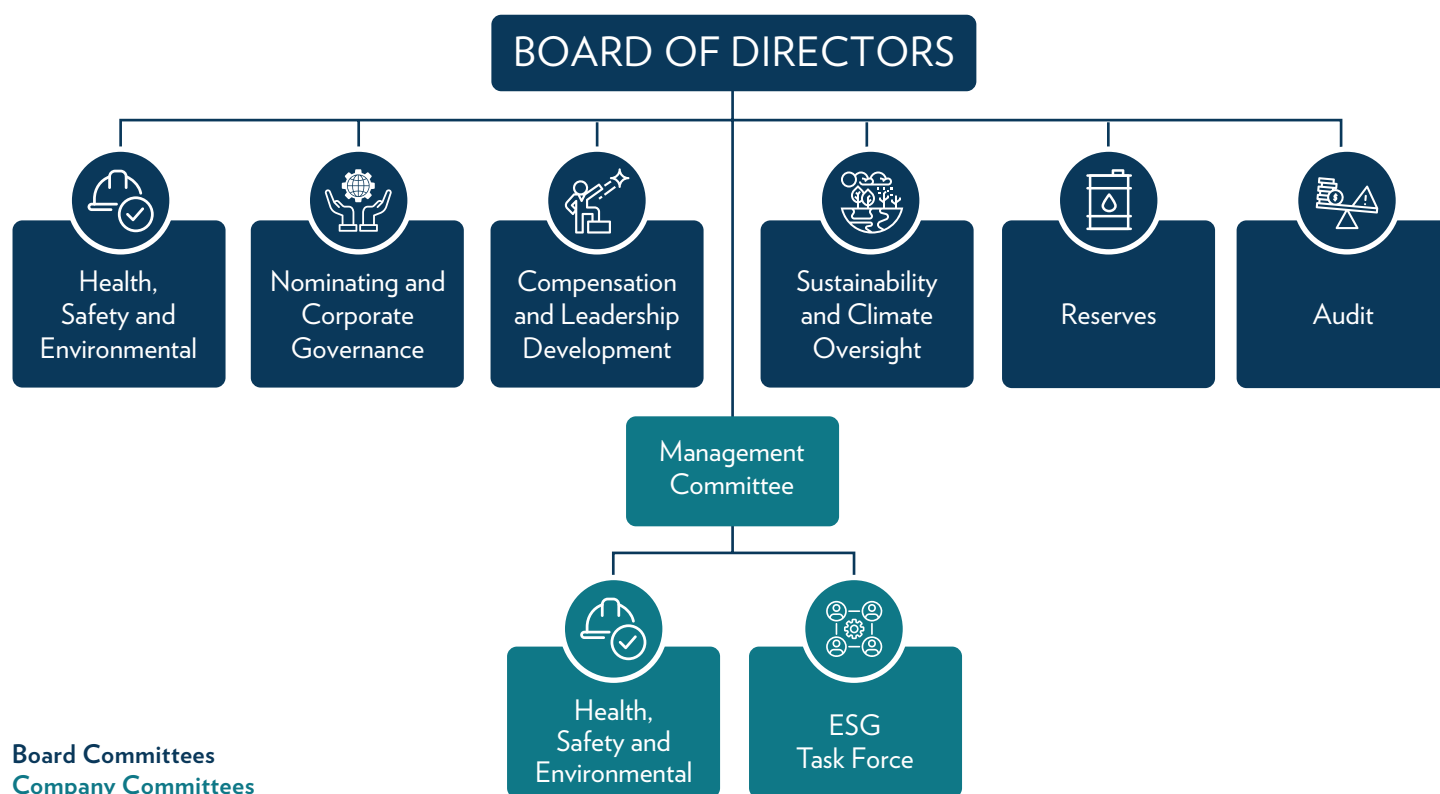 BOARD OF DIRECTORS
Health,
Safety and
Environmental
Nominating and
Corporate
Governance
Compensation
and Leadership
Development
Sustainability
and Climate
Oversight
Reserves
Audit
Management
Committee
Health,
Safety and
Environmental
ESG
Task Force
Board Committees
Company Committees